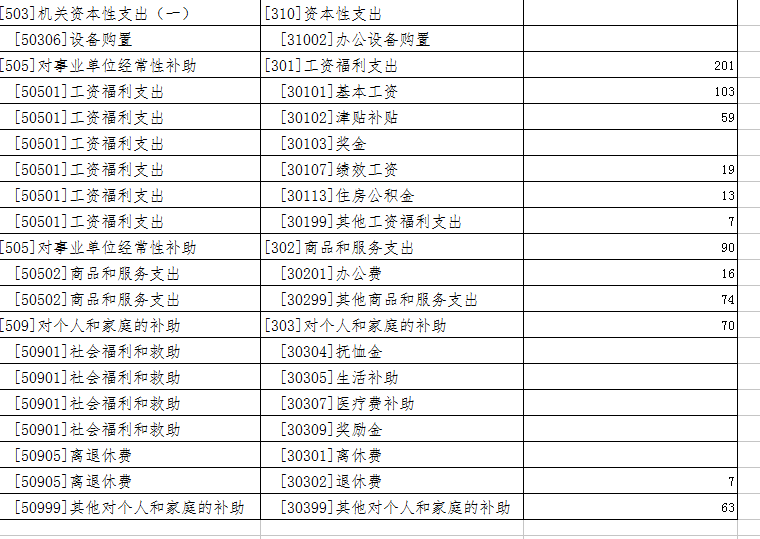 [503]机关资本性支出（一） [310]资本性支出
[50306]设备购置 [31002]办公设备购置
[505]对事业单位经常性补助 [301]工资福利支出 201
[50501]工资福利支出 [30101]基本工资 103
[50501]工资福利支出 [30102]津贴补贴 59
[50501]工资福利支出 [30103]奖金
[50501]工资福利支出 [30107]绩效工资 19
[50501]工资福利支出 [30113]住房公积金 13
[50501]工资福利支出 [30199]其他工资福利支出 7
[505]对事业单位经常性补助 [302]商品和服务支出 90
[50502]商品和服务支出 [30201]办公费 16
[50502]商品和服务支出 [30299]其他商品和服务支出 74
[509]对个人和家庭的补助 [303]对个人和家庭的补助 70
[50901]社会福利和救助 [30304]抚恤金
[50901]社会福利和救助 [30305]生活补助
[50901]社会福利和救助 [30307]医疗费补助
[50901]社会福利和救助 [30309]奖励金
[50905]离退休费 [30301]离休费
[50905]离退休费 [30302]退休费 7
[50999]其他对个人和家庭的补助 [30399]其他对个人和家庭的补助 63